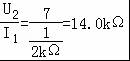 U₂/I₁ = 7/(1/2kΩ) = 14.0kΩ